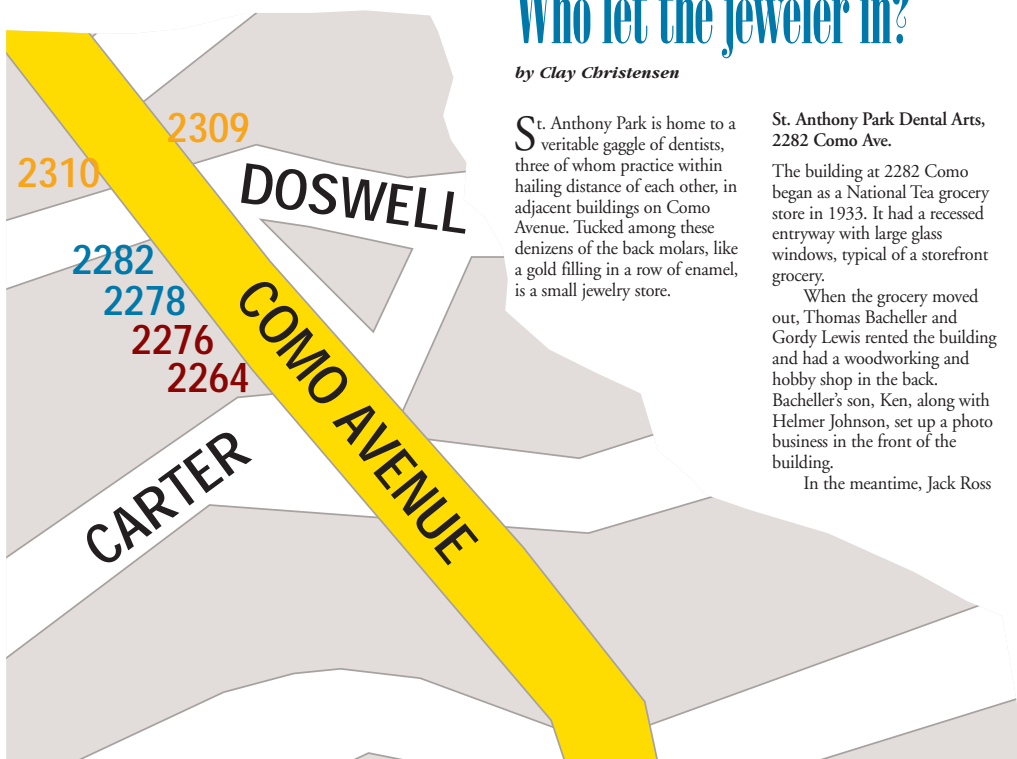 Who let the jeweler in?
by Clay Christensen
St. Anthony Park is home to a
veritable gaggle of dentists,
three of whom practice within
hailing distance of each other, in
adjacent buildings on Como
Avenue. Tucked among these
denizens of the back molars, like
a gold filling in a row of enamel,
is a small jewelry store.
St. Anthony Park Dental Arts,
2282 Como Ave.
The building at 2282 Como
began as a National Tea grocery
store in 1933. It had a recessed
entryway with large glass
windows, typical of a storefront
grocery.
When the grocery moved
out, Thomas Bacheller and
Gordy Lewis rented the building
and had a woodworking and
hobby shop in the back.
Bacheller’s son, Ken, along with
Helmer Johnson, set up a photo
business in the front of the
building.
In the meantime, Jack Ross
2309
2310
DOSWELL
2282
2278
2276
2264
COMO AVENUE
CARTER